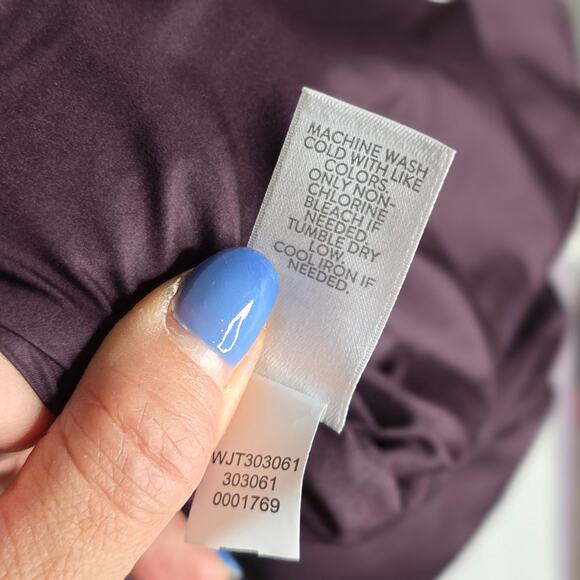 MACHINE WASH
COLD WITH LIKE
COLORS.
ONLY NON-
CHLORINE
BLEACH IF
NEEDED.
TUMBLE DRY
LOW.
COOL IRON IF
NEEDED.
WJT303061
303061
0001769